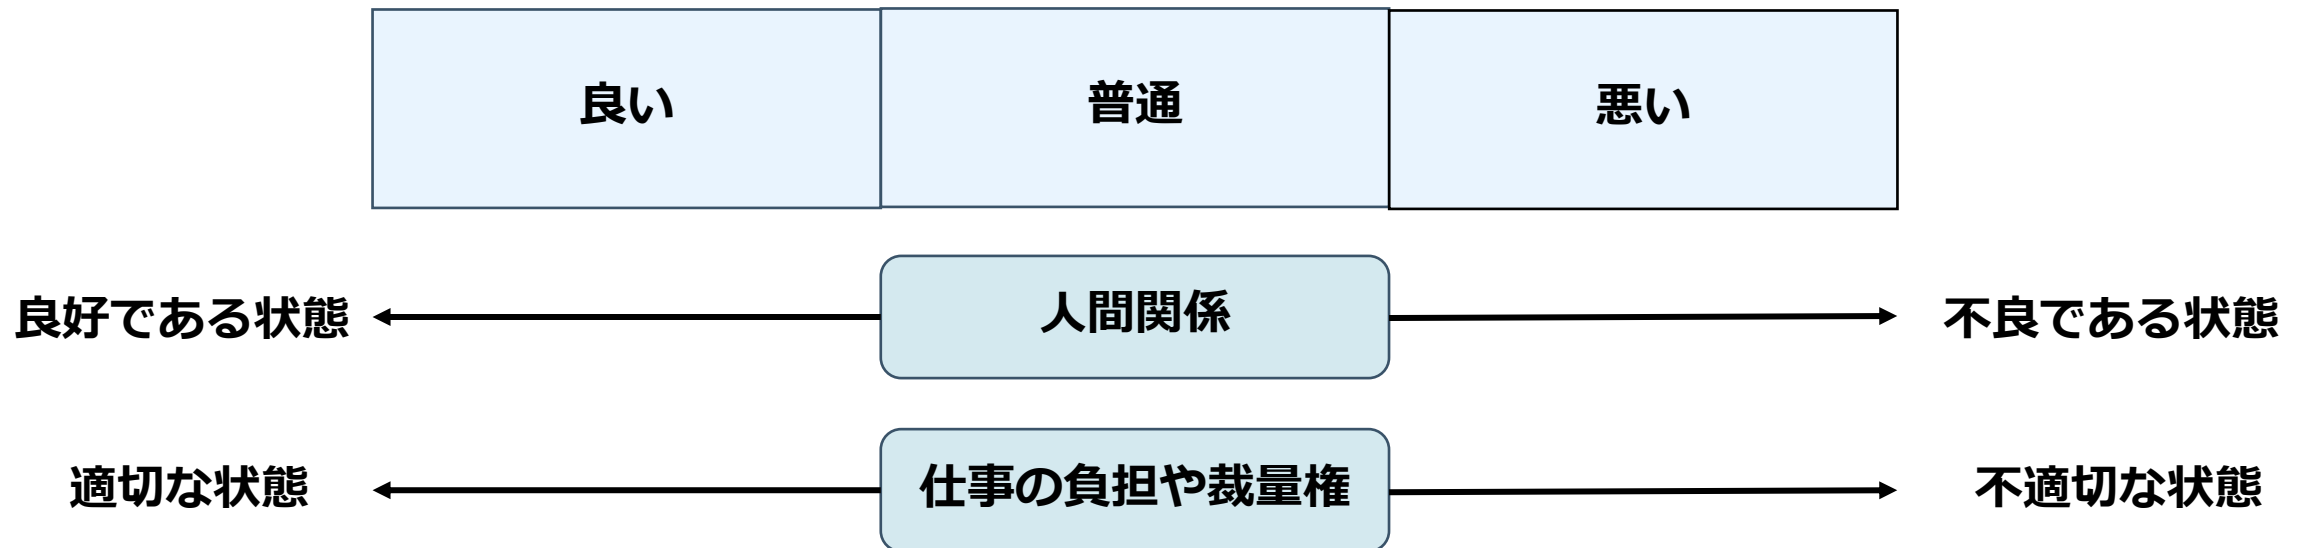 良い
普通
悪い
良好である状態
人間関係
不良である状態
適切な状態
仕事の負担や裁量権
不適切な状態